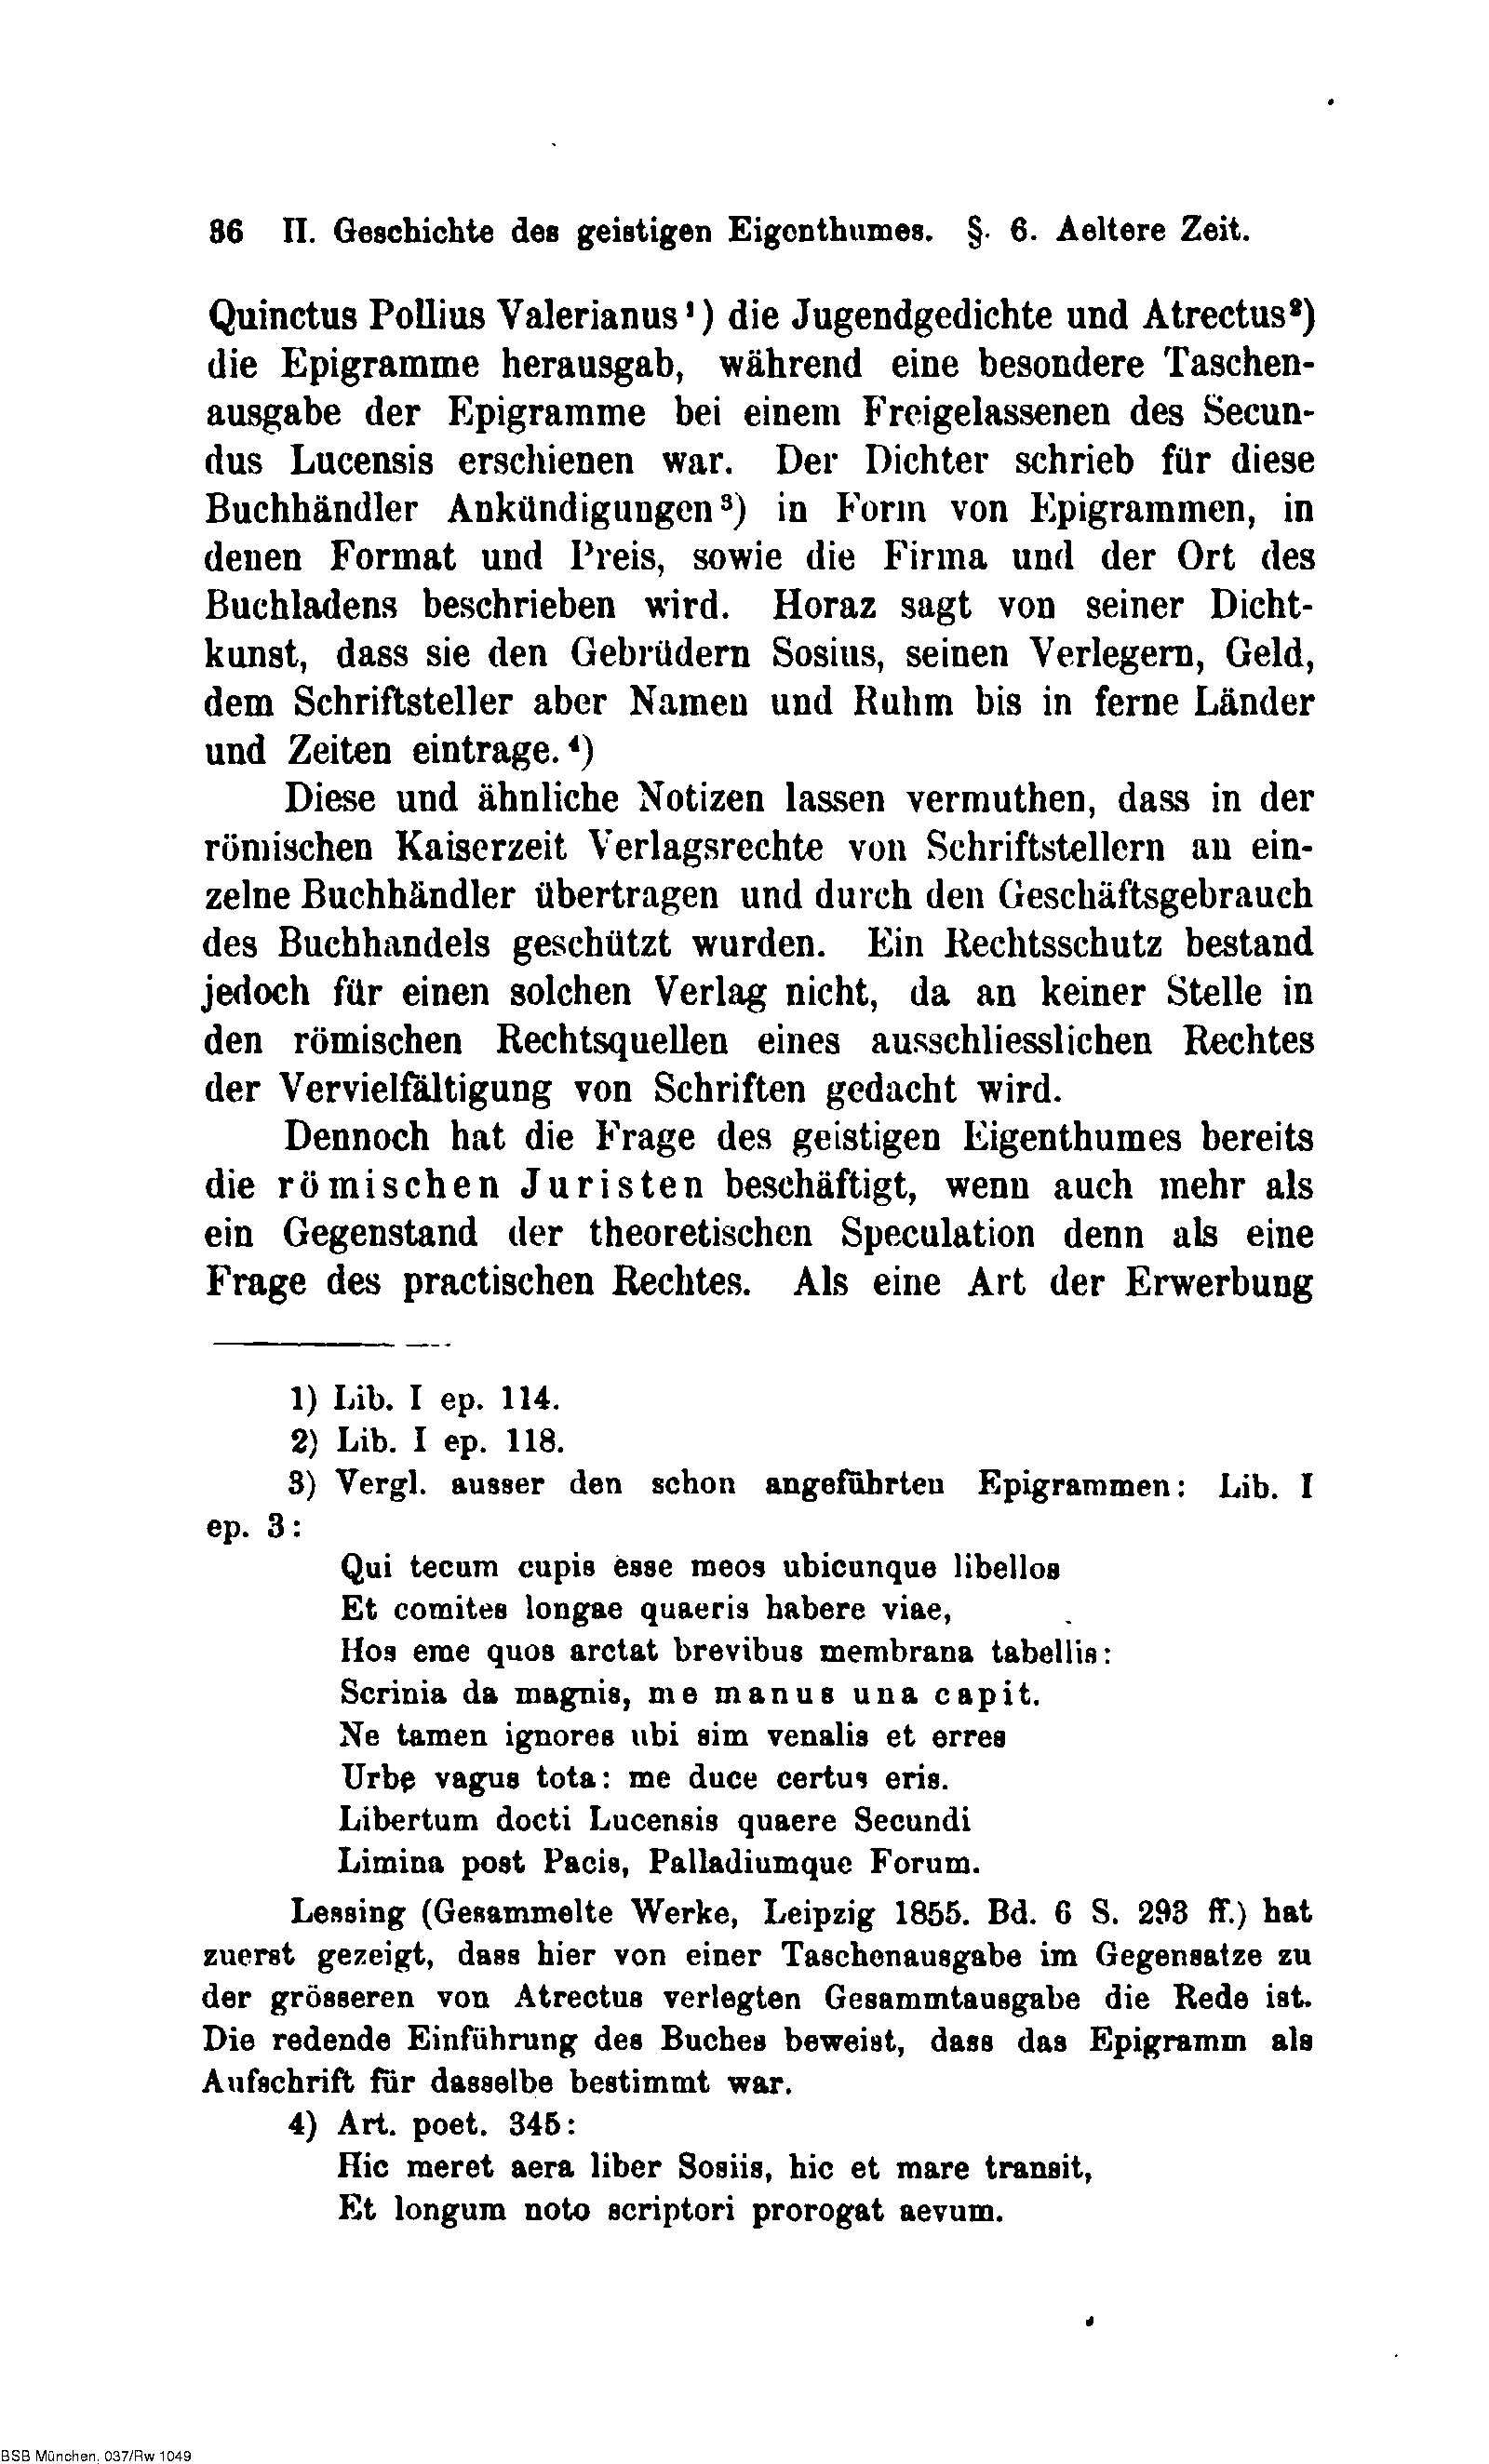 86 II. Geschichte des geistigen Eigenthumes. §. 6. Aeltere Zeit.
Quinctus Pollius Valerianus¹) die Jugendgedichte und Atrectus²)
die Epigramme herausgab, während eine besondere Taschen-
ausgabe der Epigramme bei einem Freigelassenen des Secun-
dus Lucensis erschienen war. Der Dichter schrieb für diese
Buchhändler Ankündigungen³) in Form von Epigrammen, in
denen Format und Preis, sowie die Firma und der Ort des
Buchladens beschrieben wird. Horaz sagt von seiner Dicht-
kunst, dass sie den Gebrüdern Sosius, seinen Verlegern, Geld,
dem Schriftsteller aber Namen und Ruhm bis in ferne Länder
und Zeiten eintrage.⁴)
Diese und ähnliche Notizen lassen vermuthen, dass in der
römischen Kaiserzeit Verlagsrechte von Schriftstellern an ein-
zelne Buchhändler übertragen und durch den Geschäftsgebrauch
des Buchhandels geschützt wurden. Ein Rechtsschutz bestand
jedoch für einen solchen Verlag nicht, da an keiner Stelle in
den römischen Rechtsquellen eines ausschliesslichen Rechtes
der Vervielfältigung von Schriften gedacht wird.
Dennoch hat die Frage des geistigen Eigenthumes bereits
die römischen Juristen beschäftigt, wenn auch mehr als
ein Gegenstand der theoretischen Speculation denn als eine
Frage des practischen Rechtes. Als eine Art der Erwerbung
1) Lib. I ep. 114.
2) Lib. I ep. 118.
3) Vergl. ausser den schon angeführten Epigrammen: Lib. I
ep. 3:
Qui tecum cupis esse meos ubicunque libellos
Et comites longae quaeris habere viae,
Hos eme quos arctat brevibus membrana tabellis:
Scrinia da magnis, me manus una capit.
Ne tamen ignores ubi sim venalis et erres
Urbe vagus tota: me duce certus eris.
Libertum docti Lucensis quaere Secundi
Limina post Pacis, Palladiumque Forum.
Lessing (Gesammelte Werke, Leipzig 1855. Bd. 6 S. 293 ff.) hat
zuerst gezeigt, dass hier von einer Taschenausgabe im Gegensatze zu
der grösseren von Atrectus verlegten Gesammtausgabe die Rede ist.
Die redende Einführung des Buches beweist, dass das Epigramm als
Aufschrift für dasselbe bestimmt war.
4) Art. poet. 345:
Hic meret aera liber Sosiis, hic et mare transit,
Et longum noto scriptori prorogat aevum.
BSB München, 037/Rw 1049